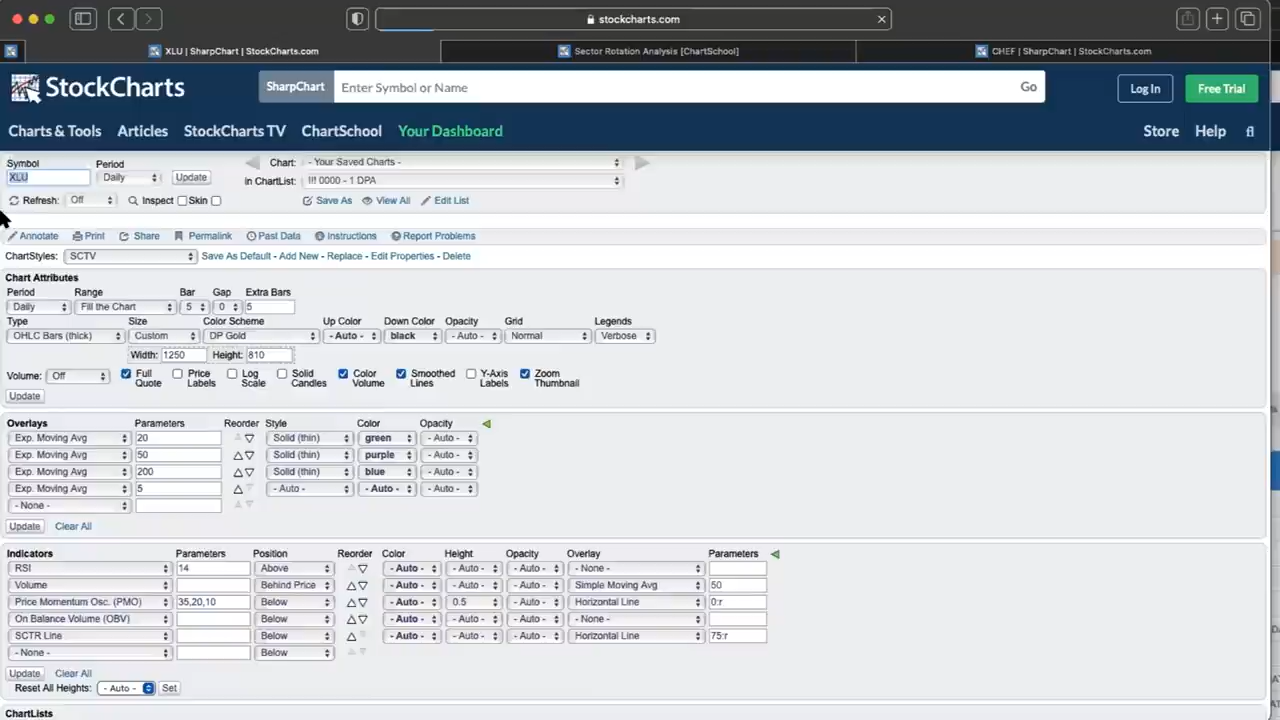 stockcharts.com
XLU | SharpChart | StockCharts.com
Sector Rotation Analysis [ChartSchool]
CHEF | SharpChart | StockCharts.com
StockCharts
SharpChart Enter Symbol or Name Go
Log In Free Trial
Charts & Tools Articles StockCharts TV ChartSchool Your Dashboard Store Help
Symbol Period Chart: - Your Saved Charts -
XLU Daily Update in ChartList: !!! 0000 - 1 DPA
Refresh: Off Inspect Skin Save As View All Edit List
Annotate Print Share Permalink Past Data Instructions Report Problems
ChartStyles: SCTV Save As Default - Add New - Replace - Edit Properties - Delete
Chart Attributes
Period Range Bar Gap Extra Bars
Daily Fill the Chart 5 0 5
Type Size Color Scheme Up Color Down Color Opacity Grid Legends
OHLC Bars (thick) Custom DP Gold - Auto - black - Auto - Normal Verbose
Width: 1250 Height: 810
Volume: Off Full Quote Price Labels Log Scale Solid Candles Color Volume Smoothed Lines Y-Axis Labels Zoom Thumbnail
Update
Overlays Parameters Reorder Style Color Opacity
Exp. Moving Avg 20 Solid (thin) green - Auto -
Exp. Moving Avg 50 Solid (thin) purple - Auto -
Exp. Moving Avg 200 Solid (thin) blue - Auto -
Exp. Moving Avg 5 - Auto - - Auto - - Auto -
- None -
Update Clear All
Indicators Parameters Position Reorder Color Height Opacity Overlay Parameters
RSI 14 Above - Auto - - Auto - - Auto - - None -
Volume Behind Price - Auto - - Auto - - Auto - Simple Moving Avg 50
Price Momentum Osc. (PMO) 35,20,10 Below - Auto - 0.5 - Auto - Horizontal Line 0:r
On Balance Volume (OBV) Below - Auto - - Auto - - Auto - - None -
SCTR Line Below - Auto - - Auto - - Auto - Horizontal Line 75:r
- None - Below
Update Clear All
Reset All Heights: - Auto - Set
ChartLists